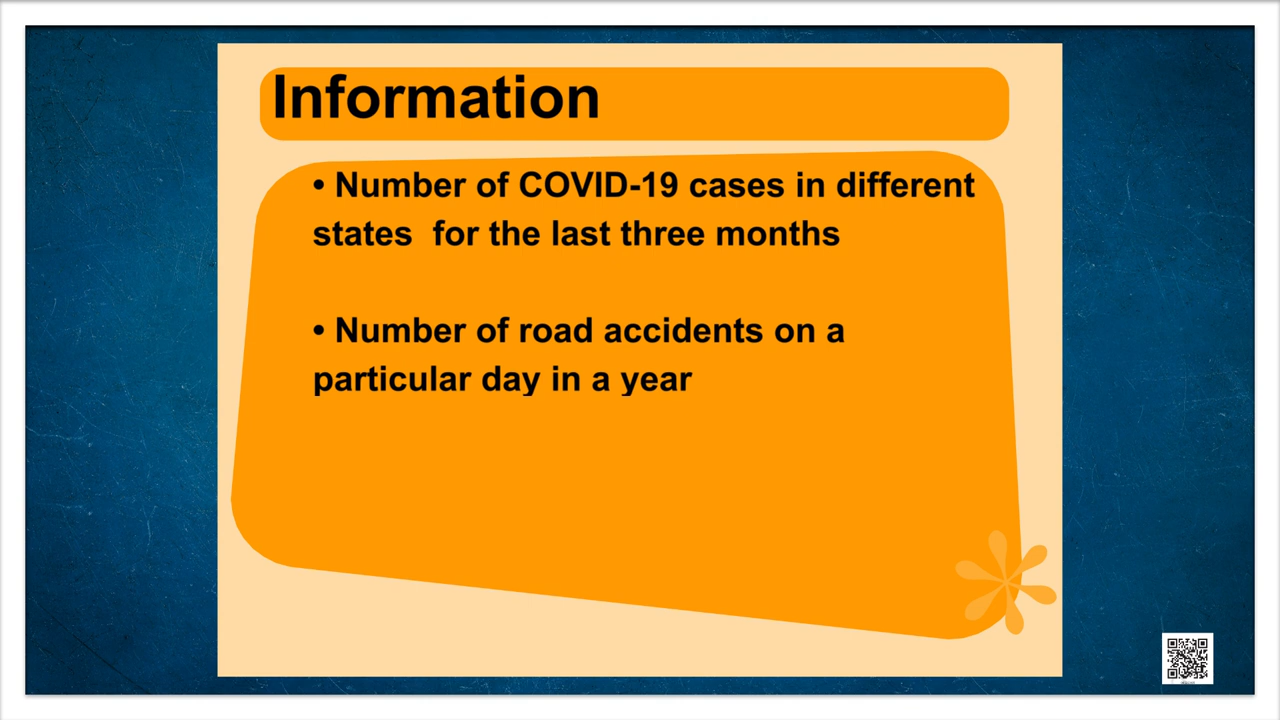 Information
• Number of COVID-19 cases in different
states  for the last three months
• Number of road accidents on a
particular day in a year